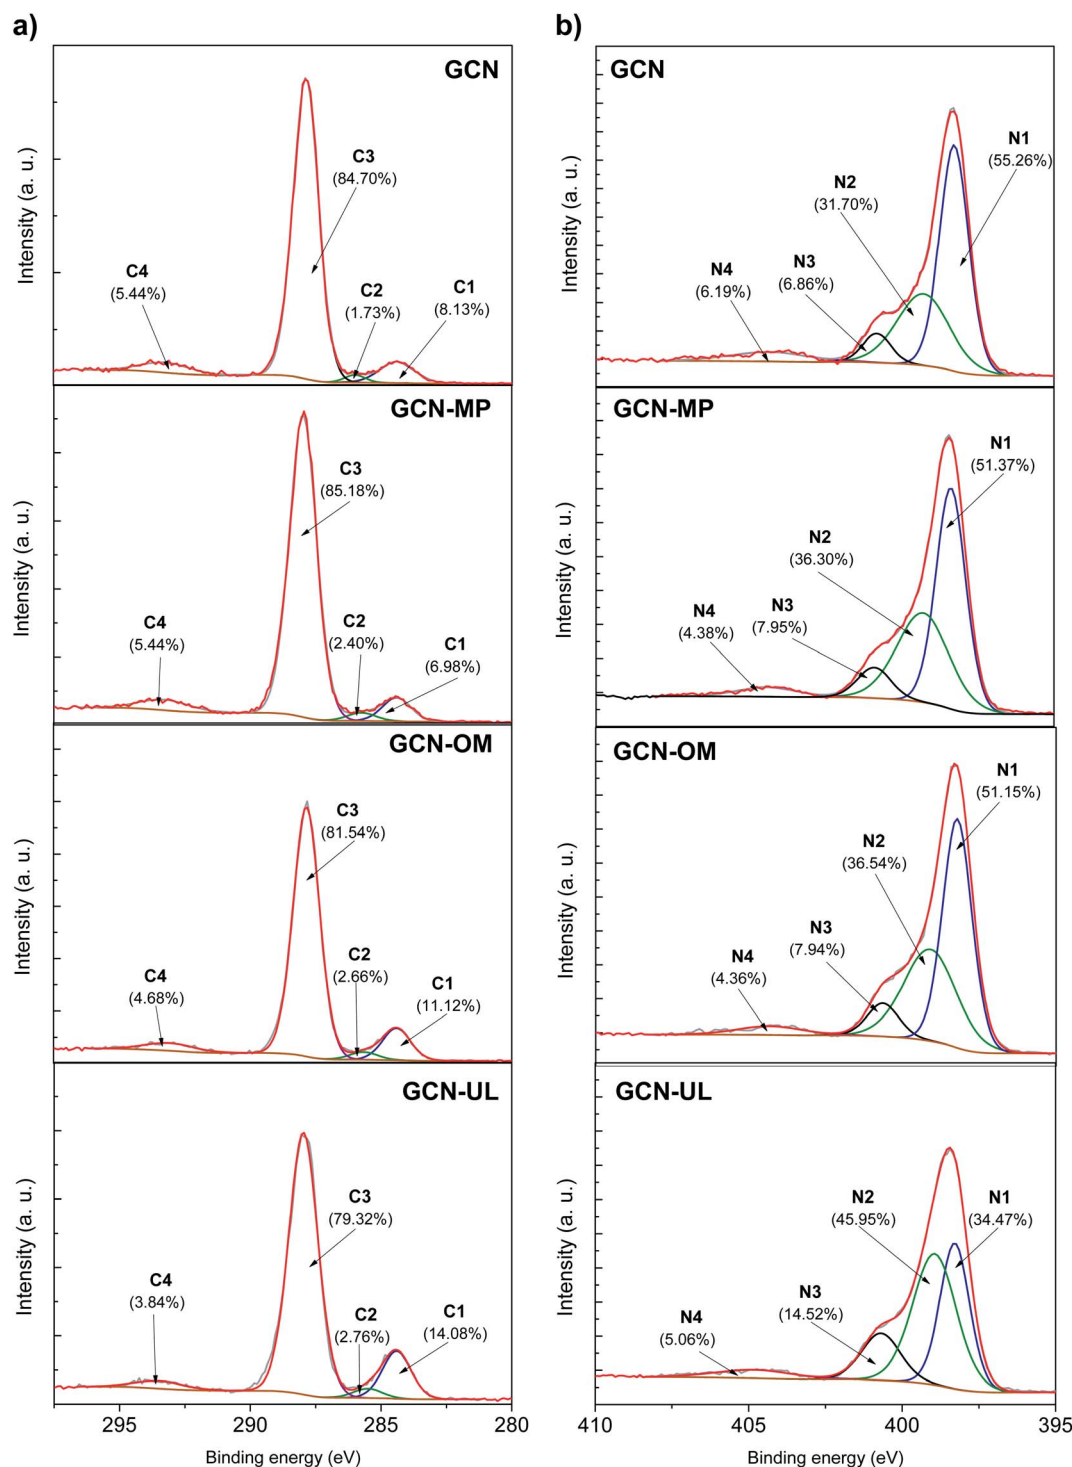 a)
b)
GCN
C3
(84.70%)
C4
(5.44%)
C2
(1.73%)
C1
(8.13%)
Intensity (a. u.)
GCN
N1
(55.26%)
N2
(31.70%)
N3
(6.86%)
N4
(6.19%)
Intensity (a. u.)
GCN-MP
C3
(85.18%)
C4
(5.44%)
C2
(2.40%)
C1
(6.98%)
Intensity (a. u.)
GCN-MP
N1
(51.37%)
N2
(36.30%)
N3
(7.95%)
N4
(4.38%)
Intensity (a. u.)
GCN-OM
C3
(81.54%)
C4
(4.68%)
C2
(2.66%)
C1
(11.12%)
Intensity (a. u.)
GCN-OM
N1
(51.15%)
N2
(36.54%)
N3
(7.94%)
N4
(4.36%)
Intensity (a. u.)
GCN-UL
C3
(79.32%)
C4
(3.84%)
C2
(2.76%)
C1
(14.08%)
Intensity (a. u.)
295 290 285 280
Binding energy (eV)
GCN-UL
N2
(45.95%)
N1
(34.47%)
N3
(14.52%)
N4
(5.06%)
Intensity (a. u.)
410 405 400 395
Binding energy (eV)